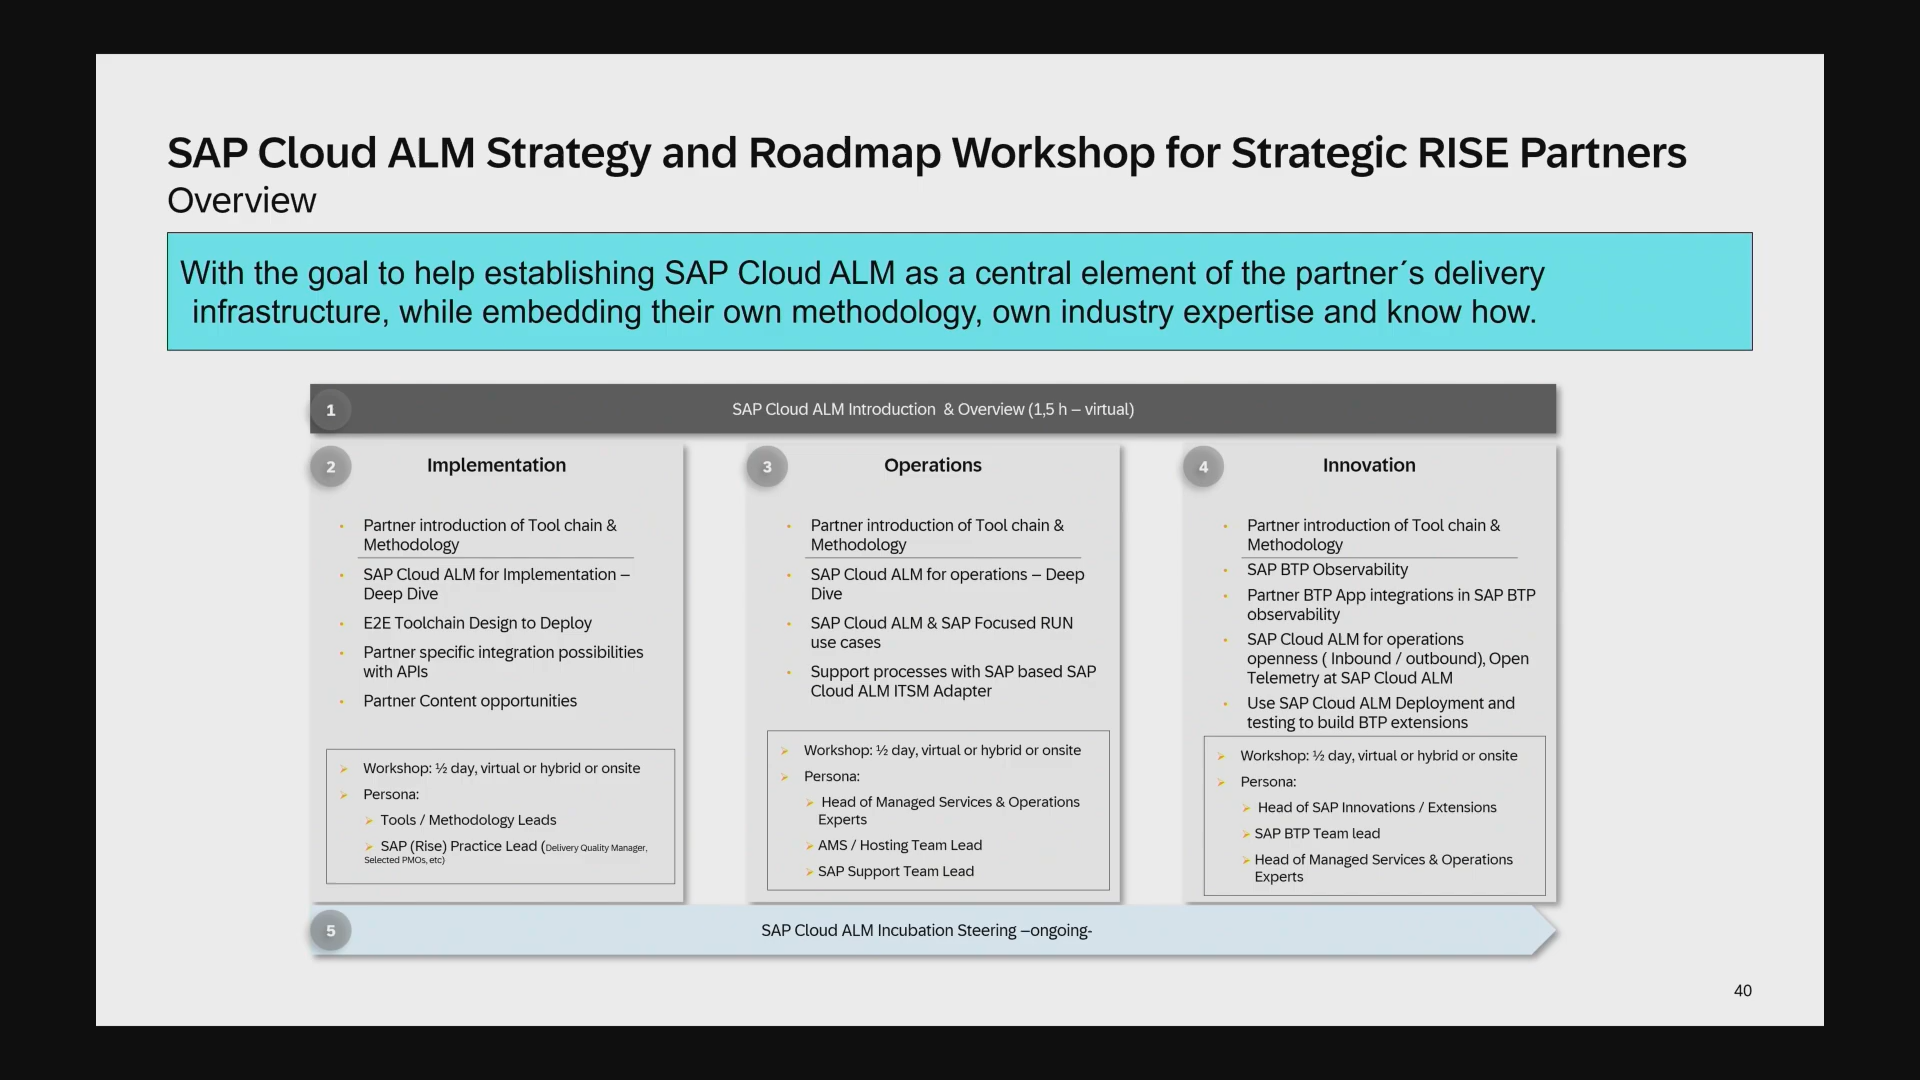 SAP Cloud ALM Strategy and Roadmap Workshop for Strategic RISE Partners
Overview
With the goal to help establishing SAP Cloud ALM as a central element of the partner´s delivery
infrastructure, while embedding their own methodology, own industry expertise and know how.
1
SAP Cloud ALM Introduction & Overview (1,5 h – virtual)
2
Implementation
• Partner introduction of Tool chain &
Methodology
• SAP Cloud ALM for Implementation –
Deep Dive
• E2E Toolchain Design to Deploy
• Partner specific integration possibilities
with APIs
• Partner Content opportunities
➢ Workshop: ½ day, virtual or hybrid or onsite
➢ Persona:
➢ Tools / Methodology Leads
➢ SAP (Rise) Practice Lead (Delivery Quality Manager,
Selected PMOs, etc)
3
Operations
• Partner introduction of Tool chain &
Methodology
• SAP Cloud ALM for operations – Deep
Dive
• SAP Cloud ALM & SAP Focused RUN
use cases
• Support processes with SAP based SAP
Cloud ALM ITSM Adapter
➢ Workshop: ½ day, virtual or hybrid or onsite
➢ Persona:
➢ Head of Managed Services & Operations
Experts
➢ AMS / Hosting Team Lead
➢ SAP Support Team Lead
4
Innovation
• Partner introduction of Tool chain &
Methodology
• SAP BTP Observability
• Partner BTP App integrations in SAP BTP
observability
• SAP Cloud ALM for operations
openness ( Inbound / outbound), Open
Telemetry at SAP Cloud ALM
• Use SAP Cloud ALM Deployment and
testing to build BTP extensions
➢ Workshop: ½ day, virtual or hybrid or onsite
➢ Persona:
➢ Head of SAP Innovations / Extensions
➢ SAP BTP Team lead
➢ Head of Managed Services & Operations
Experts
5
SAP Cloud ALM Incubation Steering –ongoing-
40